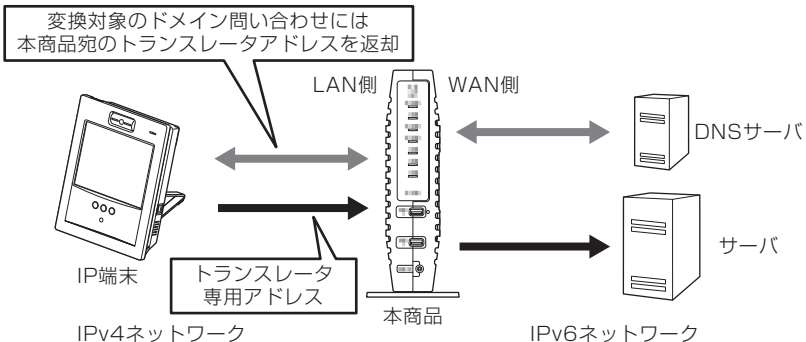 変換対象のドメイン問い合わせには
本商品宛のトランスレータアドレスを返却
LAN側
WAN側
DNSサーバ
IP端末
トランスレータ
専用アドレス
本商品
サーバ
IPv4ネットワーク
IPv6ネットワーク